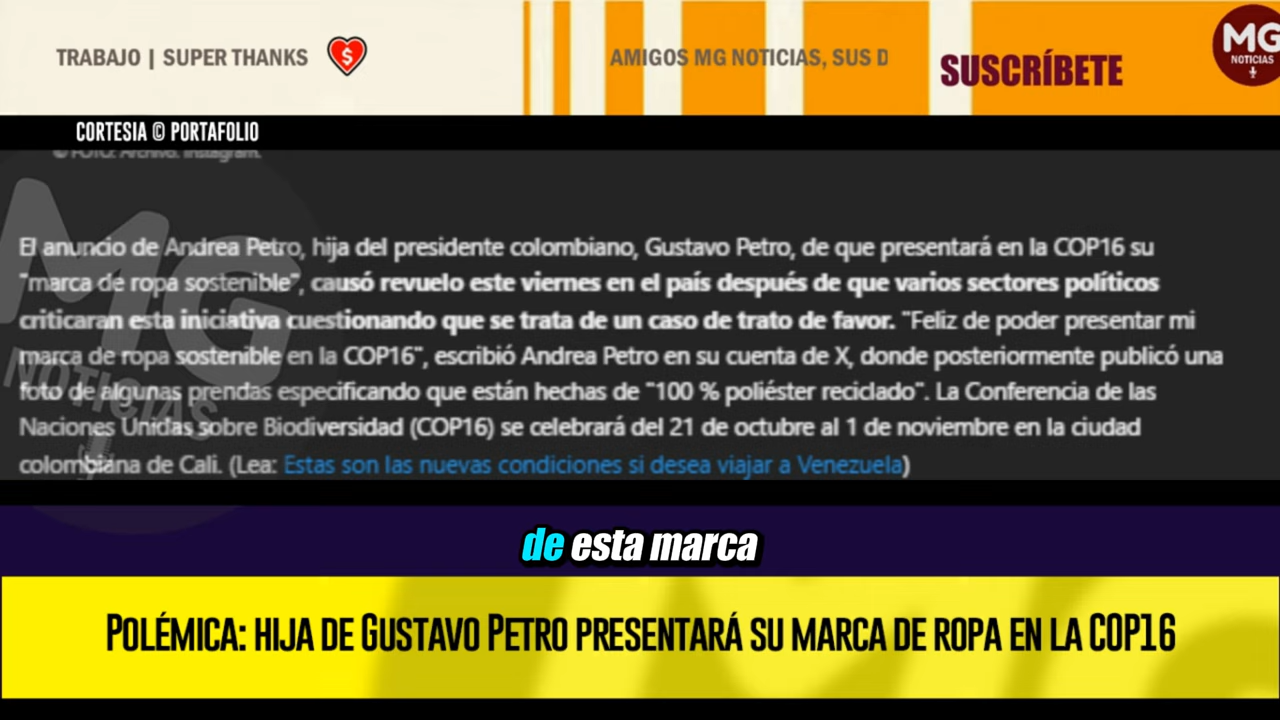 TRABAJO | SUPER THANKS
AMIGOS MG NOTICIAS, SUS D
SUSCRÍBETE
MG
NOTICIAS
CORTESIA © PORTAFOLIO
© FOTO: Archivo. Instagram.
El anuncio de Andrea Petro, hija del presidente colombiano, Gustavo Petro, de que presentará en la COP16 su
"marca de ropa sostenible", causó revuelo este viernes en el país después de que varios sectores políticos
criticaran esta iniciativa cuestionando que se trata de un caso de trato de favor. "Feliz de poder presentar mi
marca de ropa sostenible en la COP16", escribió Andrea Petro en su cuenta de X, donde posteriormente publicó una
foto de algunas prendas especificando que están hechas de "100 % poliéster reciclado". La Conferencia de las
Naciones Unidas sobre Biodiversidad (COP16) se celebrará del 21 de octubre al 1 de noviembre en la ciudad
colombiana de Cali. (Lea: Estas son las nuevas condiciones si desea viajar a Venezuela)
MG
NOTICIAS
de esta marca
POLÉMICA: HIJA DE GUSTAVO PETRO PRESENTARÁ SU MARCA DE ROPA EN LA COP16